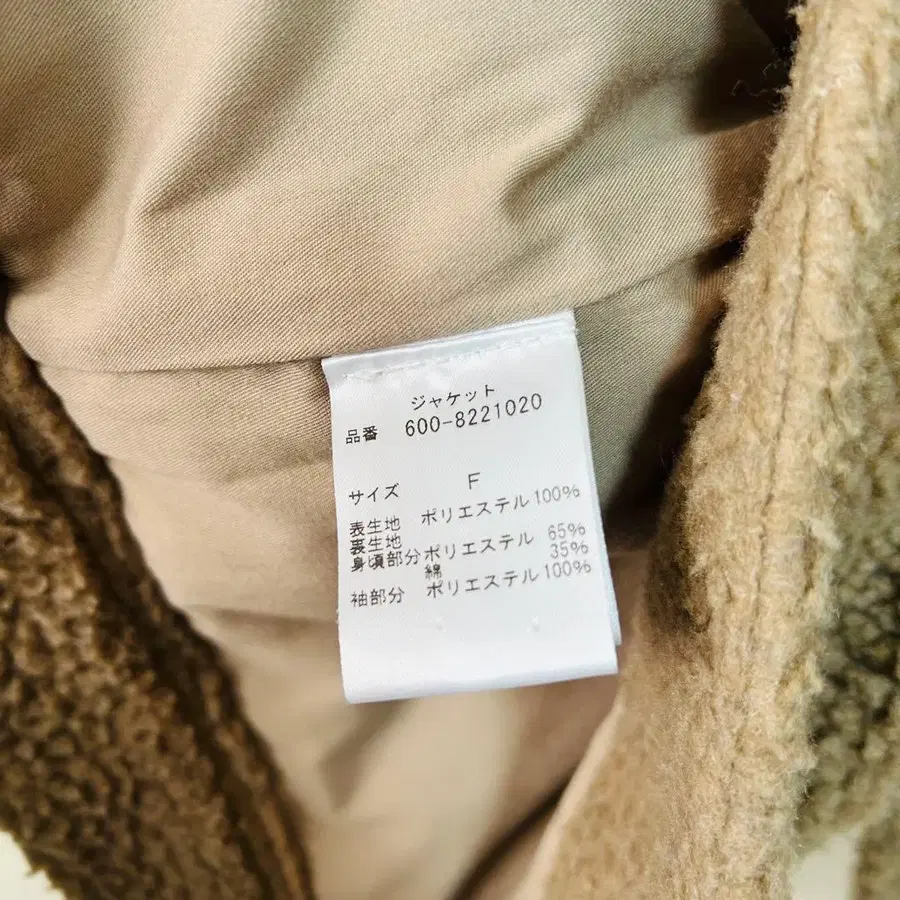 ジャケット
品番 600-8221020
サイズ F
表生地 ポリエステル 100%
裏生地
身頃部分 ポリエステル 65%
綿 35%
袖部分 ポリエステル 100%